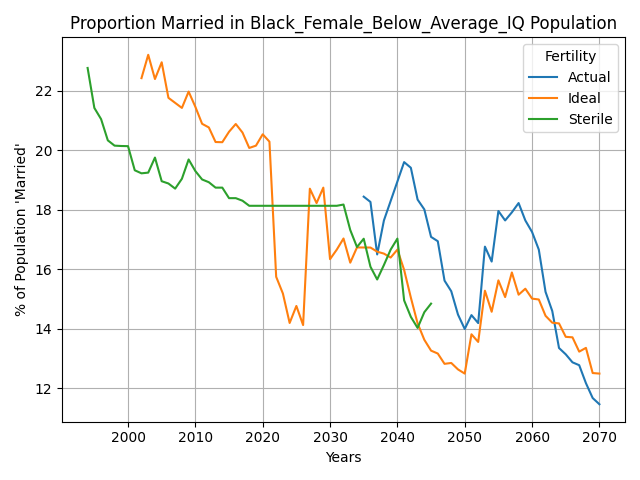 Proportion Married in Black_Female_Below_Average_IQ Population
Fertility
Actual
Ideal
Sterile
% of Population 'Married'
22
20
18
16
14
12
2000 2010 2020 2030 2040 2050 2060 2070
Years